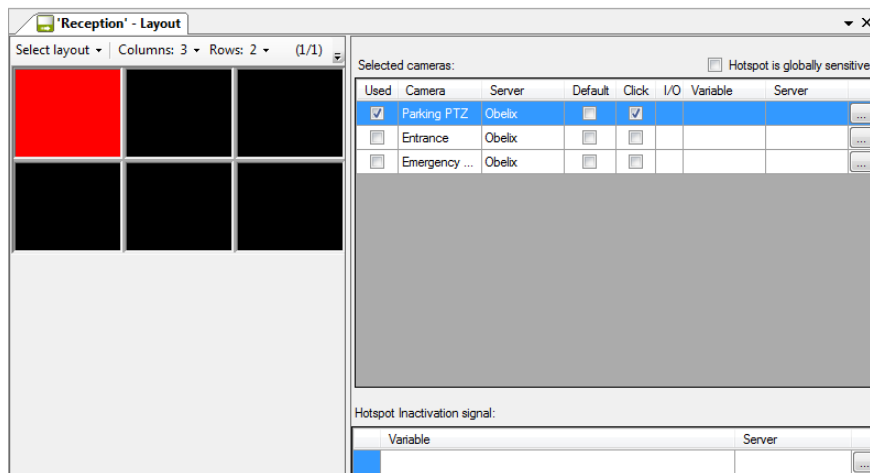 'Reception' - Layout
Select layout Columns: 3 Rows: 2 (1/1)
Selected cameras: Hotspot is globally sensitive
Used Camera Server Default Click I/O Variable Server
Parking PTZ Obelix ...
Entrance Obelix ...
Emergency ... Obelix ...
Hotspot Inactivation signal:
Variable Server
...